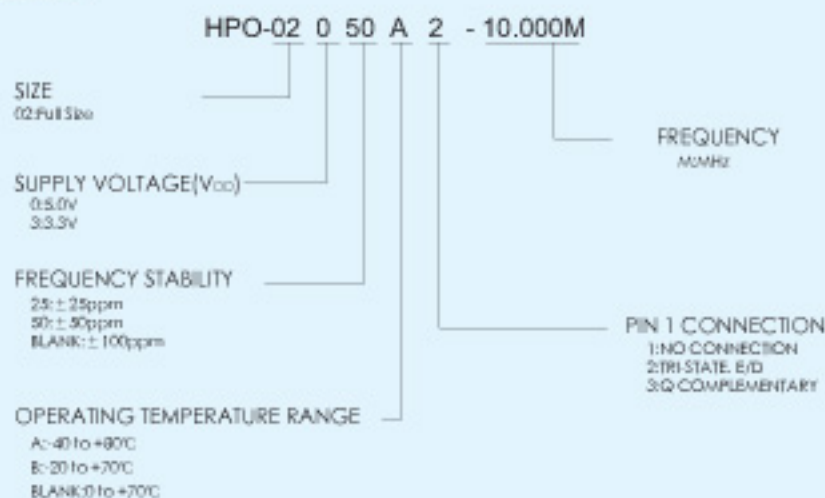 HPO-02 0 50 A 2 - 10.000M
SIZE
02:Full Size
FREQUENCY
M:MHz
SUPPLY VOLTAGE(VDD)
0:5.0V
3:3.3V
FREQUENCY STABILITY
25:±25ppm
50:±50ppm
BLANK:±100ppm
PIN 1 CONNECTION
1:NO CONNECTION
2:TRI-STATE. E/D
3:Q COMPLEMENTARY
OPERATING TEMPERATURE RANGE
A:-40 to +80℃
B:-20 to +70℃
BLANK:0 to +70℃